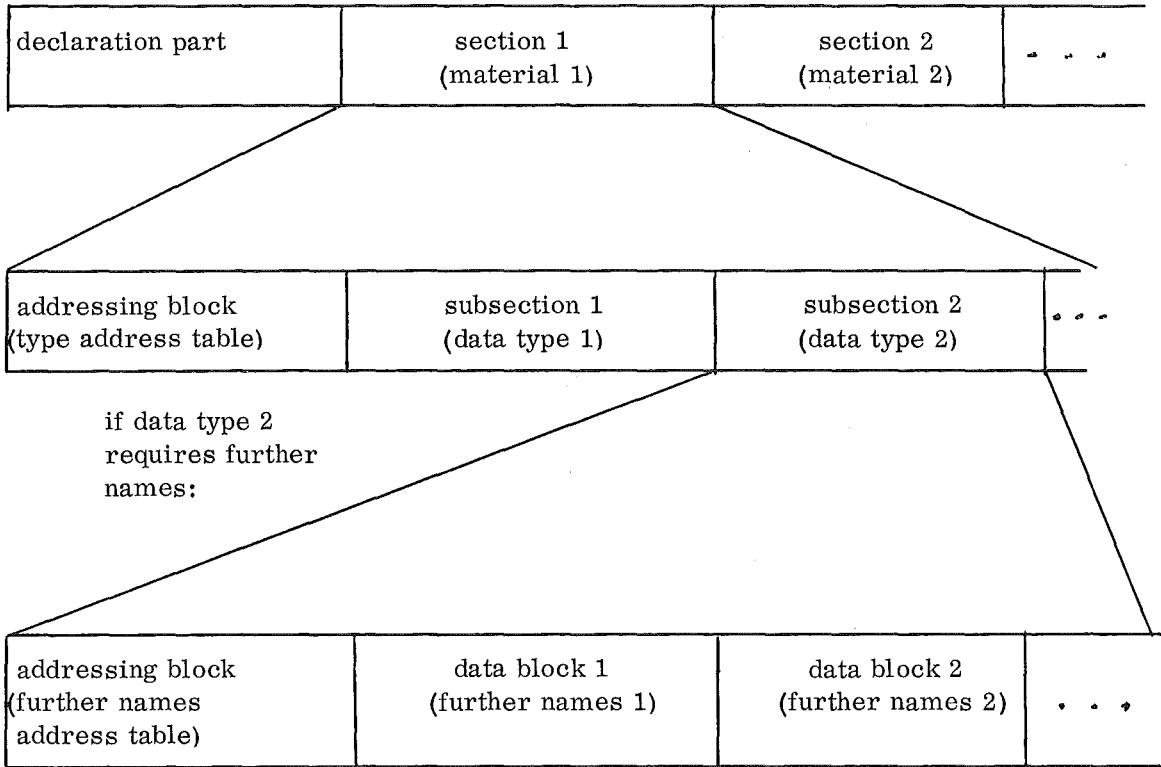 declaration part
section 1
(material 1)
section 2
(material 2)
. . .
addressing block
(type address table)
subsection 1
(data type 1)
subsection 2
(data type 2)
. . .
if data type 2
requires further
names:
addressing block
(further names
address table)
data block 1
(further names 1)
data block 2
(further names 2)
. . .